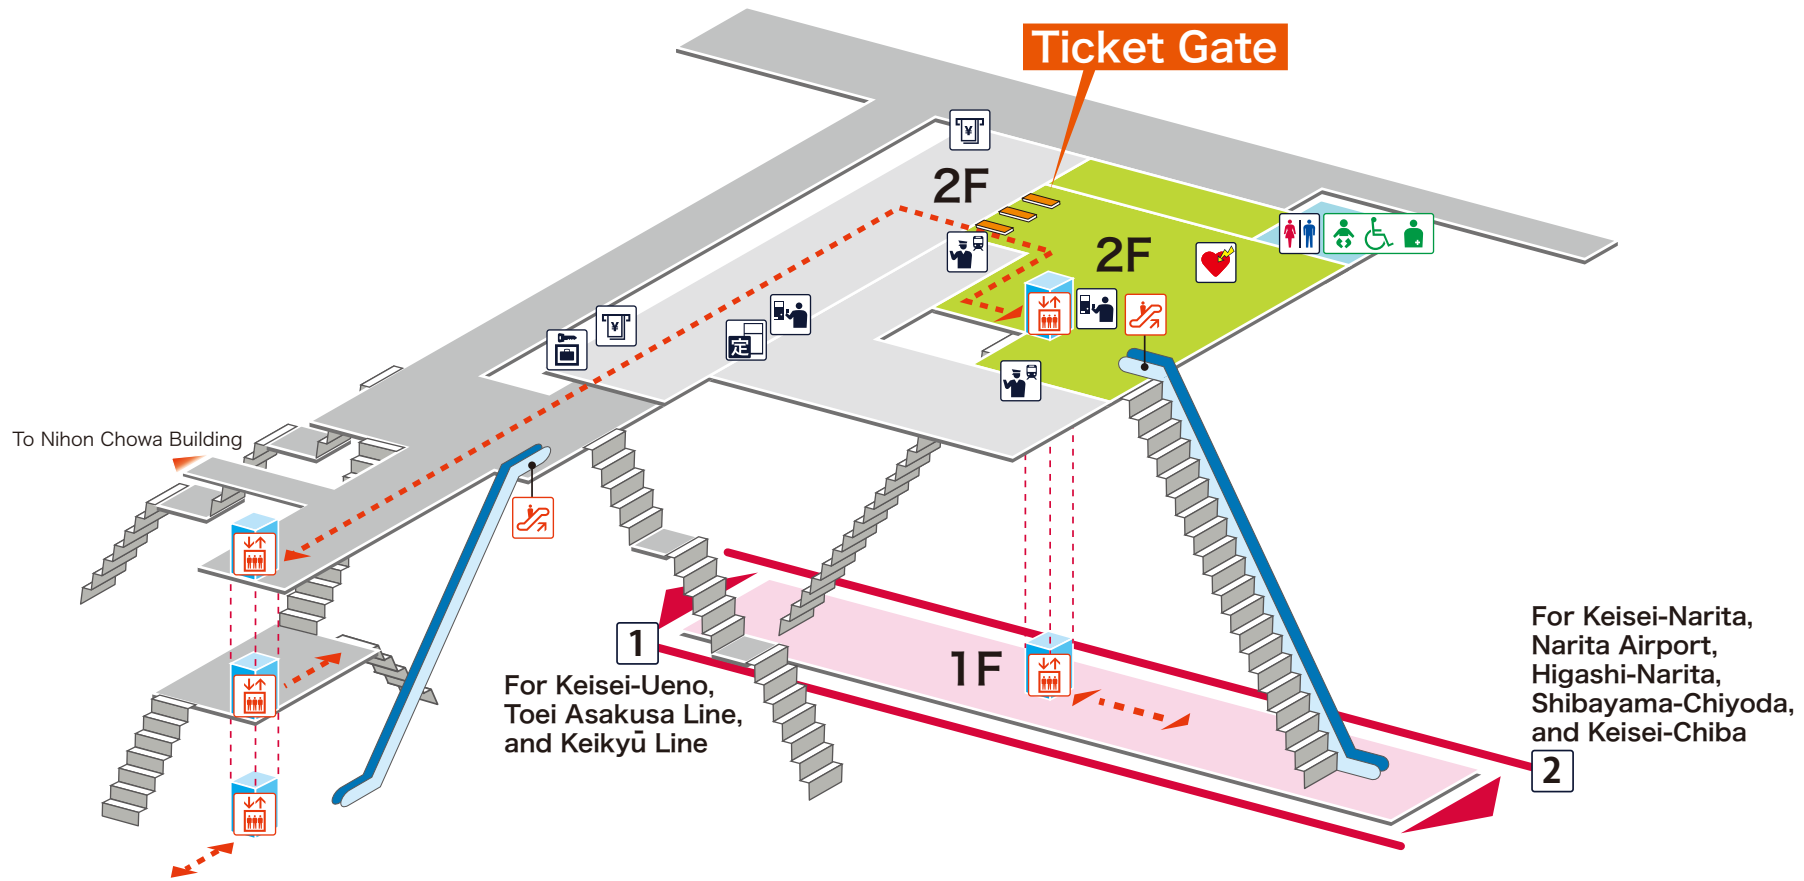 Ticket Gate
¥
2F
2F
¥
定
To Nihon Chowa Building
1
1F
For Keisei-Ueno,
Toei Asakusa Line,
and Keikyū Line
For Keisei-Narita,
Narita Airport,
Higashi-Narita,
Shibayama-Chiyoda,
and Keisei-Chiba
2